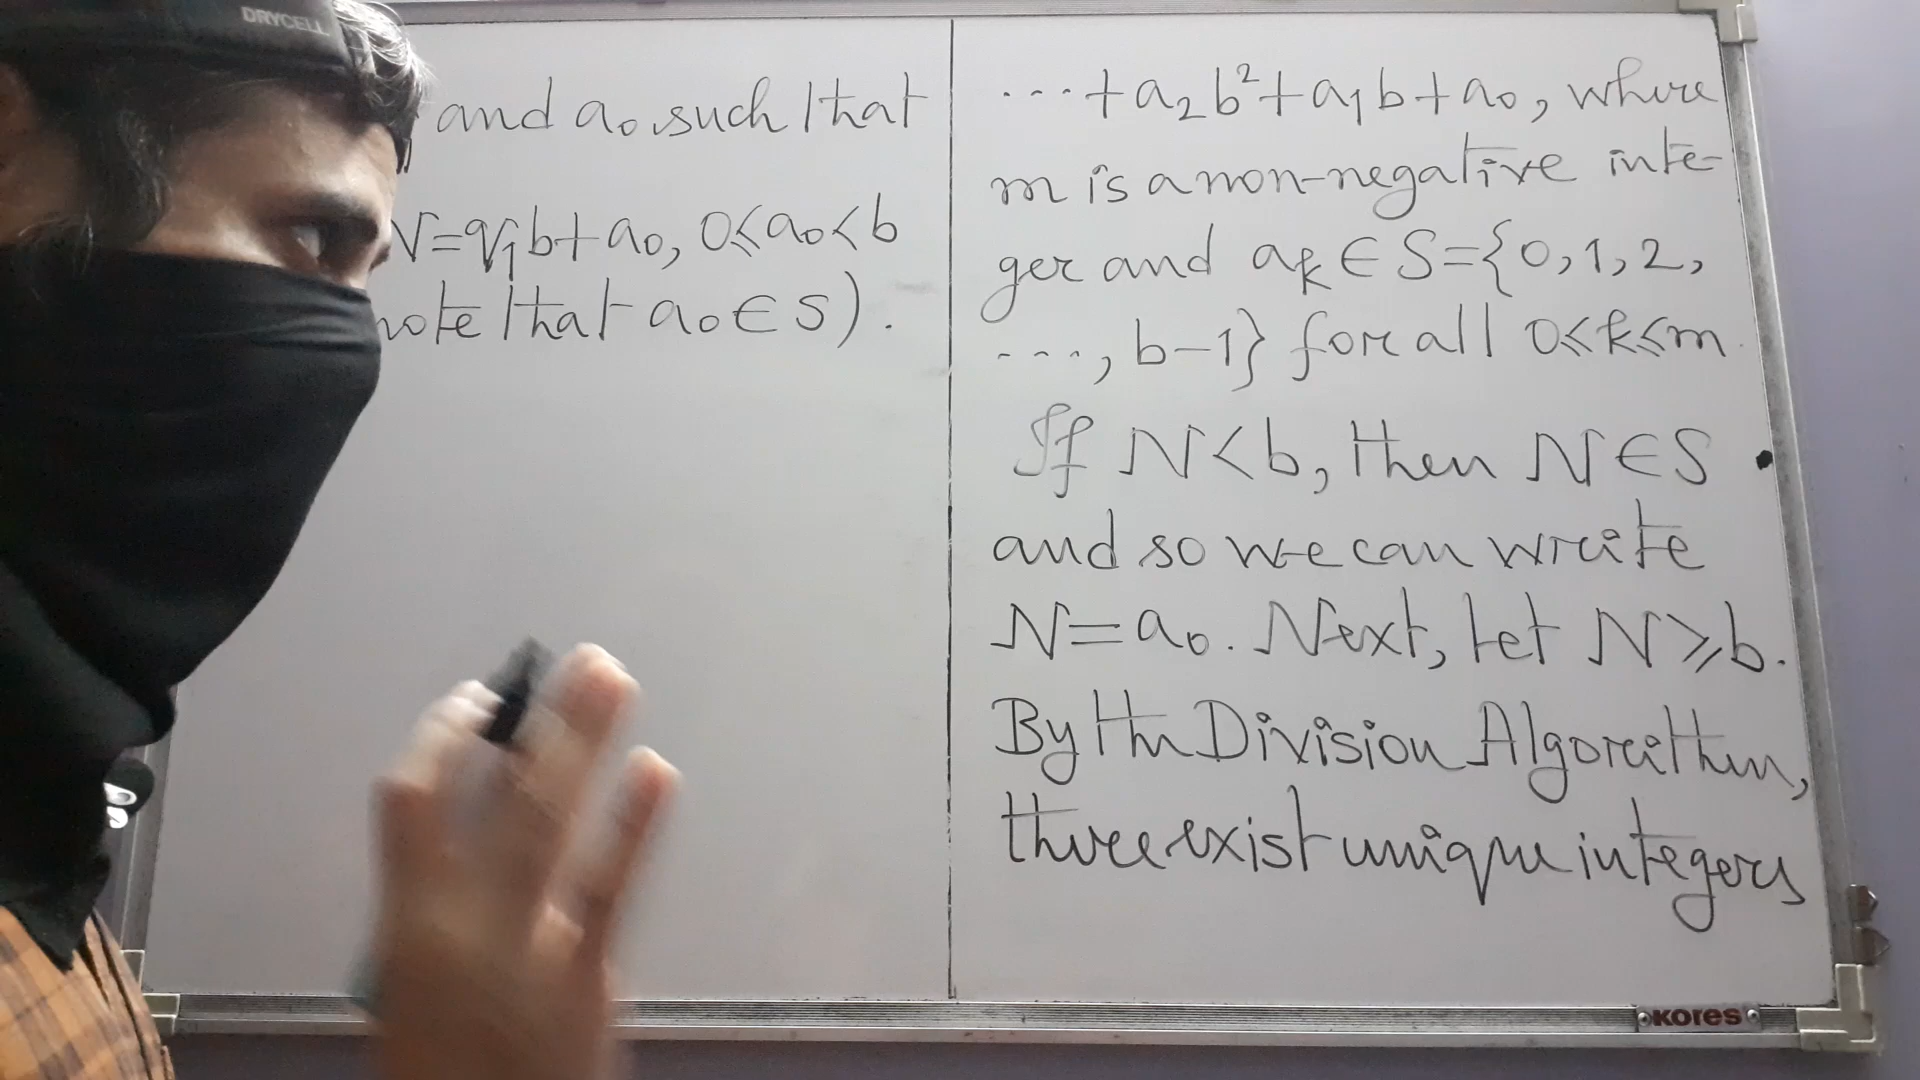 DRYCELL
and a₀ such that
N=q₁b+a₀, 0≤a₀<b
note that a₀∈S).
...+a₂b²+a₁b+a₀, where
m is a non-negative inte-
ger and aₖ∈S={0,1,2,
...,b-1} for all 0≤k≤m.
If N<b, then N∈S
and so we can write
N=a₀. Next, let N≥b.
By the Division Algorithm,
there exist unique integers
kores